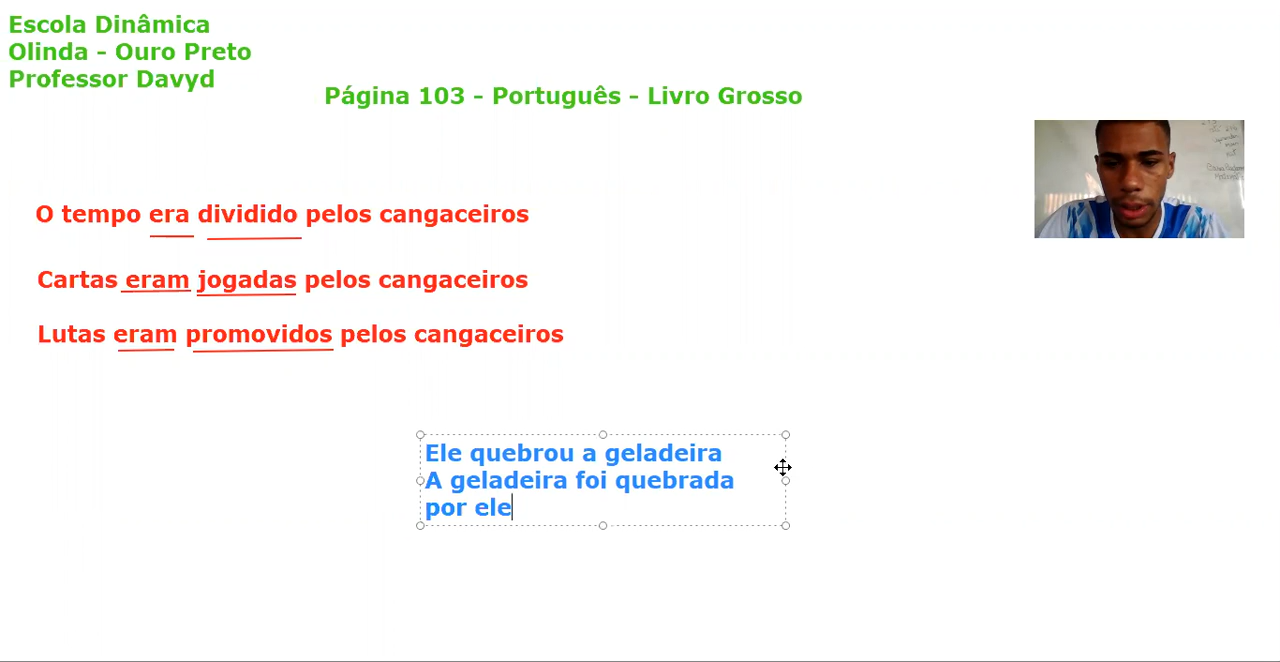 Escola Dinâmica
Olinda - Ouro Preto
Professor Davyd
Página 103 - Português - Livro Grosso
O tempo era dividido pelos cangaceiros
Cartas eram jogadas pelos cangaceiros
Lutas eram promovidos pelos cangaceiros
Ele quebrou a geladeira
A geladeira foi quebrada
por ele